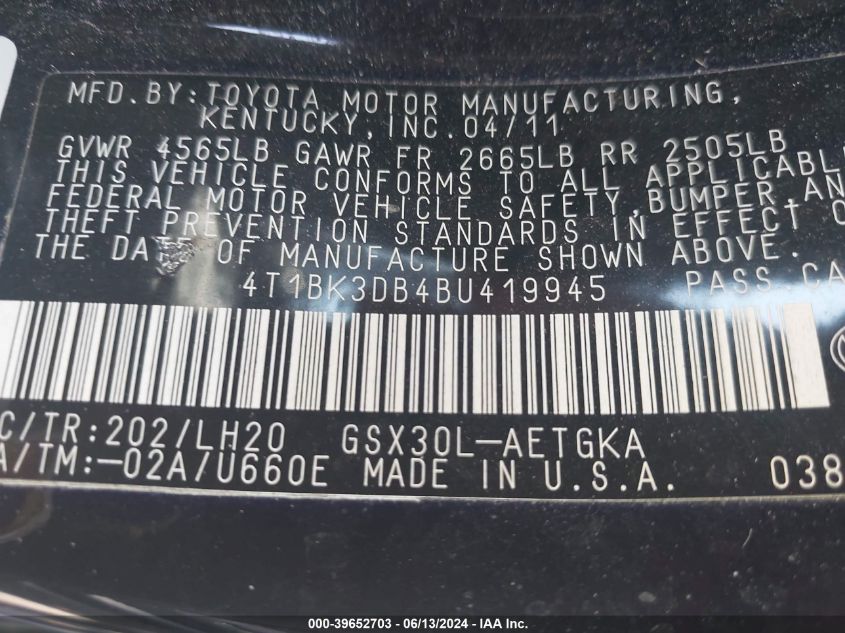 MFD.BY:TOYOTA MOTOR MANUFACTURING,
KENTUCKY,INC.04/11
GVWR 4565LB GAWR FR 2665LB RR 2505LB
THIS VEHICLE CONFORMS TO ALL APPLICABL
FEDERAL MOTOR VEHICLE SAFETY,BUMPER,AN
THEFT PREVENTION STANDARDS IN EFFECT O
THE DA OF MANUFACTURE SHOWN ABOVE.
4T1BK3DB4BU419945 PASS.CA
C/TR:202/LH20 GSX30L-AETGKA
A/TM:-02A/U660E MADE IN U.S.A. 038
000-39652703 - 06/13/2024 - IAA Inc.